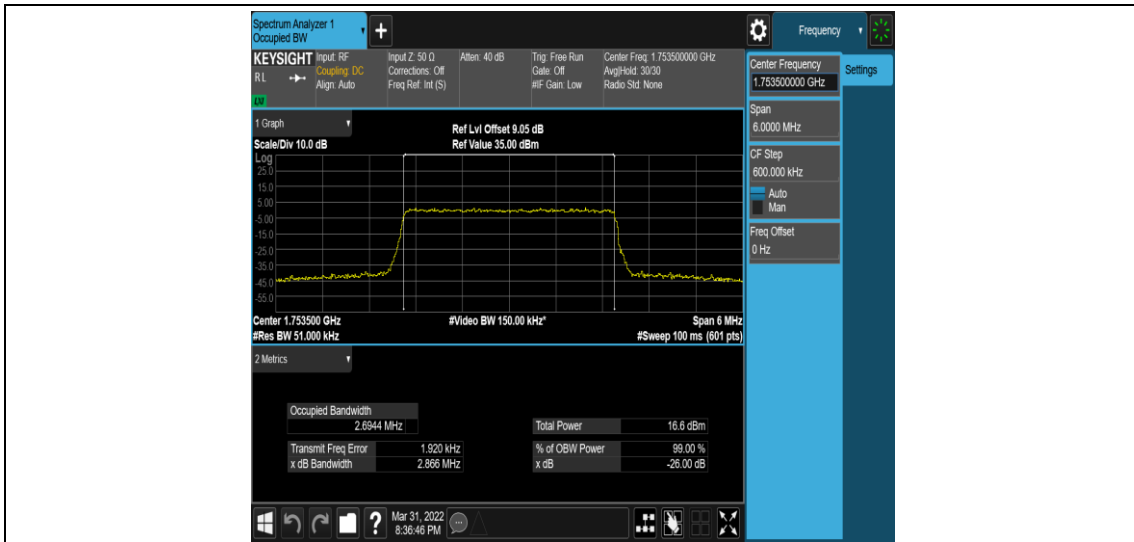 Spectrum Analyzer 1
Occupied BW
+
Frequency
KEYSIGHT
RL
Input: RF
Coupling: DC
Align: Auto
Input Z: 50 Ω
Corrections: Off
Freq Ref: Int (S)
Atten: 40 dB
Trig: Free Run
Gate: Off
#IF Gain: Low
Center Freq: 1.753500000 GHz
Avg|Hold: 30/30
Radio Std: None
Center Frequency
1.753500000 GHz
Settings
Span
6.0000 MHz
CF Step
600.000 kHz
Auto
Man
Freq Offset
0 Hz
1 Graph
Scale/Div 10.0 dB
Ref Lvl Offset 9.05 dB
Ref Value 35.00 dBm
Log
25.0
15.0
5.00
-5.00
-15.0
-25.0
-35.0
-45.0
-55.0
Center 1.753500 GHz
#Video BW 150.00 kHz*
Span 6 MHz
#Res BW 51.000 kHz
#Sweep 100 ms (601 pts)
2 Metrics
Occupied Bandwidth
2.6944 MHz
Total Power 16.6 dBm
Transmit Freq Error 1.920 kHz
% of OBW Power 99.00 %
x dB Bandwidth 2.866 MHz
x dB -26.00 dB
?
Mar 31, 2022
8:36:46 PM